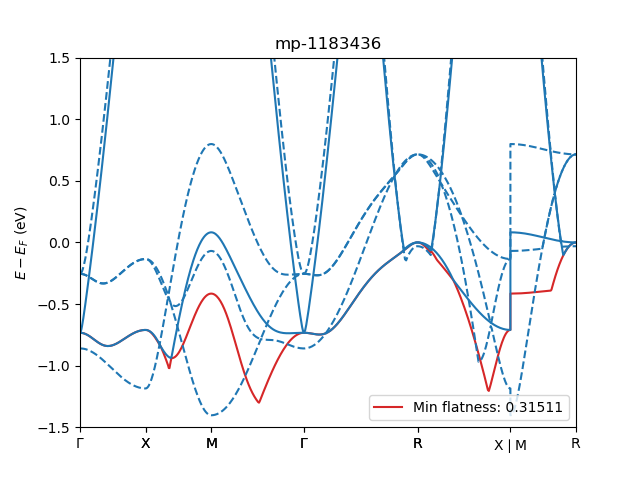 mp-1183436
E − E_F (eV)
1.5
1.0
0.5
0.0
−0.5
−1.0
−1.5
Γ X M Γ R X | M R
Min flatness: 0.31511